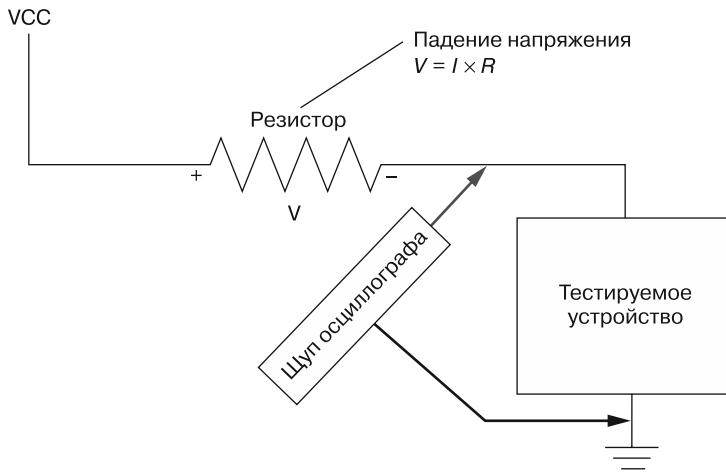 VCC
Падение напряжения
V = I × R
Резистор
+
–
V
Щуп осциллографа
Тестируемое
устройство